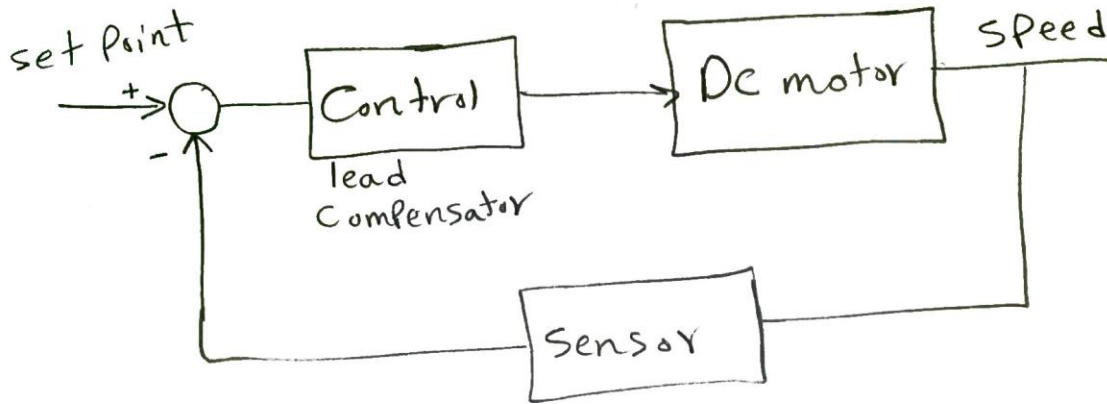 set Point
+
-
Control
lead
Compensator
DC motor
Speed
Sensor